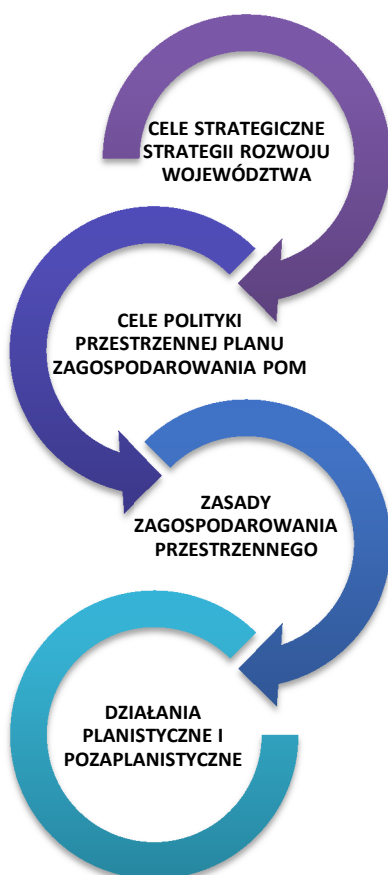 CELE STRATEGICZNE
STRATEGII ROZWOJU
WOJEWÓDZTWA
CELE POLITYKI
PRZESTRZENNEJ PLANU
ZAGOSPODAROWANIA POM
ZASADY
ZAGOSPODAROWANIA
PRZESTRZENNEGO
DZIAŁANIA
PLANISTYCZNE I
POZAPLANISTYCZNE